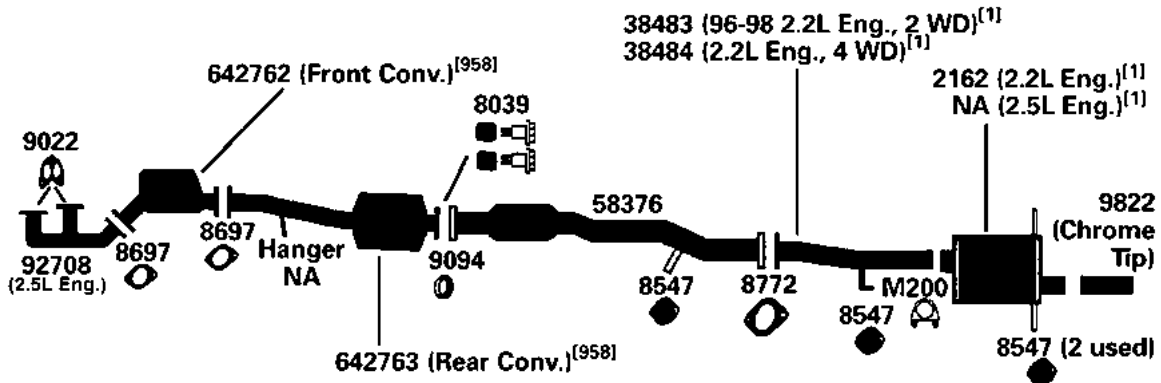 38483 (96-98 2.2L Eng., 2 WD)[1]
38484 (2.2L Eng., 4 WD)[1]
642762 (Front Conv.)[958]
2162 (2.2L Eng.)[1]
NA (2.5L Eng.)[1]
8039
9022
58376
9822
(Chrome
Tip)
8697
8697
Hanger
NA
9094
92708
(2.5L Eng.)
8547
8772
M200
8547
8547 (2 used)
642763 (Rear Conv.)[958]